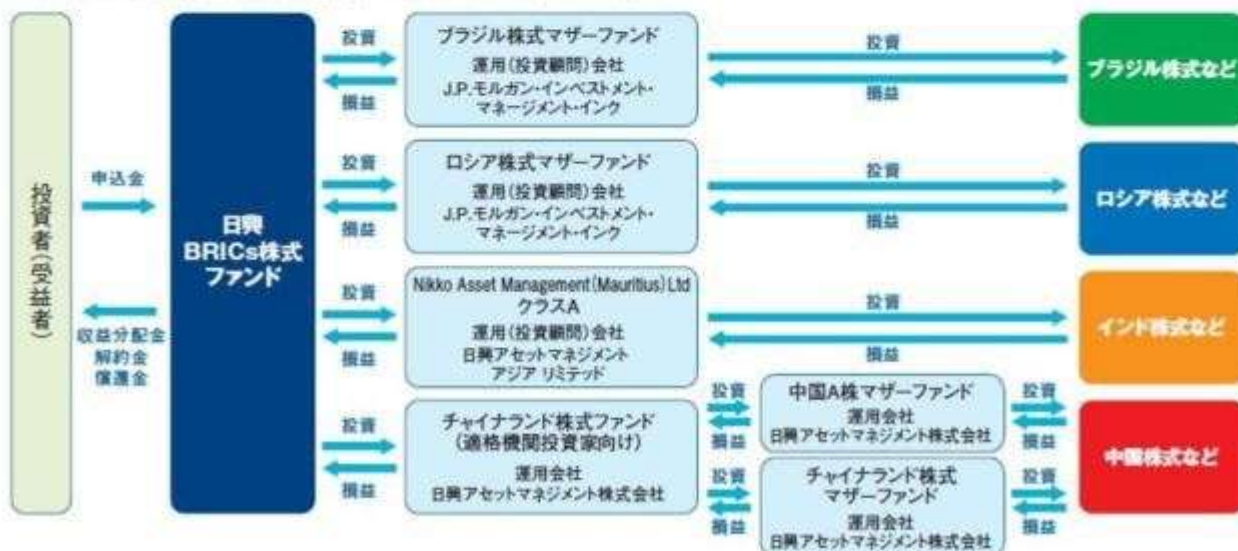 投資者(受益者)
申込金
収益分配金
解約金
償還金
日興
BRICs株式
ファンド
投資
損益
ブラジル株式マザーファンド
運用(投資顧問)会社
J.P.モルガン・インベストメント・
マネージメント・インク
投資
損益
ブラジル株式など
投資
損益
ロシア株式マザーファンド
運用(投資顧問)会社
J.P.モルガン・インベストメント・
マネージメント・インク
投資
損益
ロシア株式など
投資
損益
Nikko Asset Management(Mauritius)Ltd
クラスA
運用(投資顧問)会社
日興アセットマネジメント
アジア リミテッド
投資
損益
インド株式など
投資
損益
チャイナランド株式ファンド
(適格機関投資家向け)
運用会社
日興アセットマネジメント株式会社
投資
損益
中国A株マザーファンド
運用会社
日興アセットマネジメント株式会社
投資
損益
投資
損益
チャイナランド株式
マザーファンド
運用会社
日興アセットマネジメント株式会社
投資
損益
中国株式など